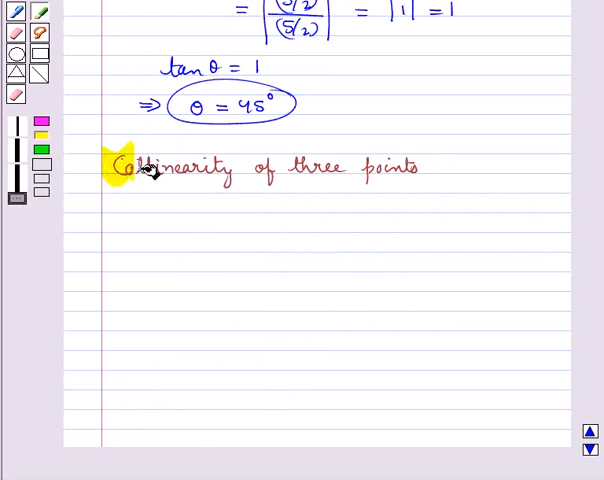 = |(5/2)/(5/2)| = |1| = 1
tan θ = 1
⇒ θ = 45°
Collinearity of three points